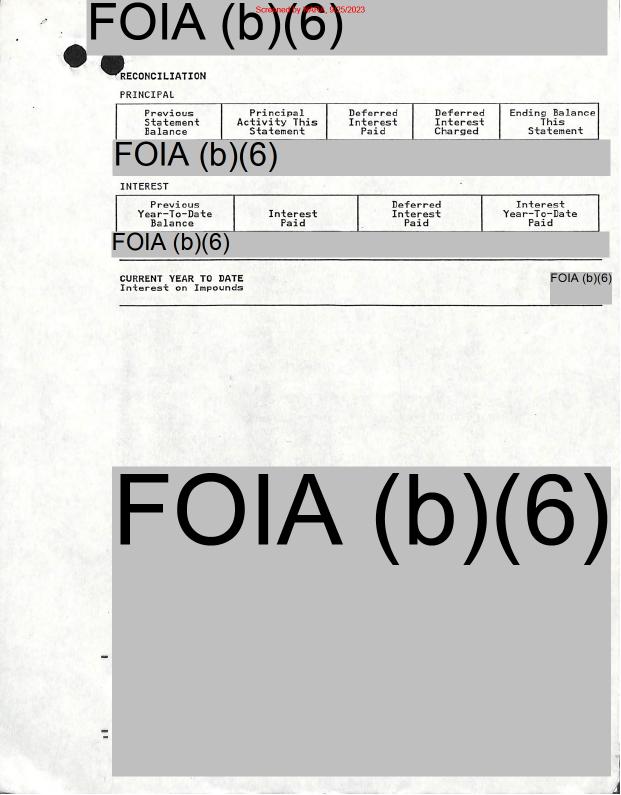 Screened by NARA, 9/25/2023
FOIA (b)(6)
RECONCILIATION
PRINCIPAL
Previous Statement Balance | Principal Activity This Statement | Deferred Interest Paid | Deferred Interest Charged | Ending Balance This Statement
FOIA (b)(6)
INTEREST
Previous Year-To-Date Balance | Interest Paid | Deferred Interest Paid | Interest Year-To-Date Paid
FOIA (b)(6)
CURRENT YEAR TO DATE FOIA (b)(6)
Interest on Impounds
FOIA (b)(6)